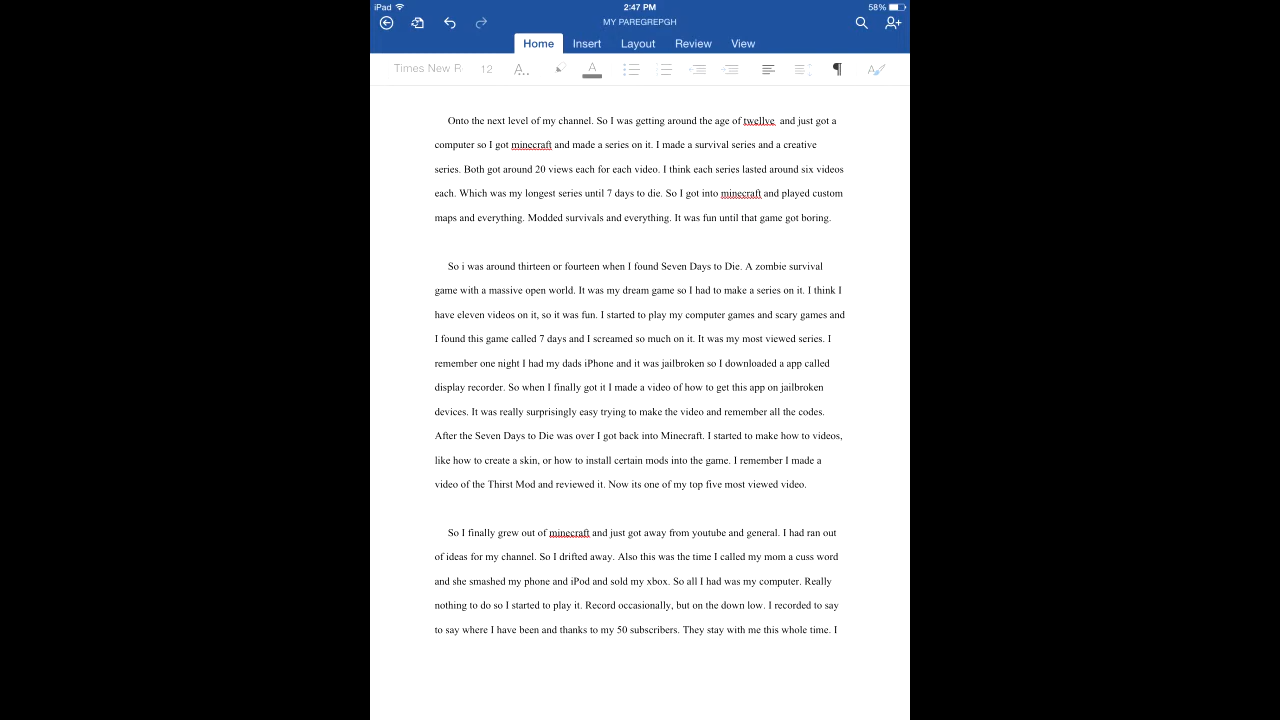 iPad 2:47 PM 58%
MY PAREGREPGH
Home Insert Layout Review View
Times New R. 12 A.. A
Onto the next level of my channel. So I was getting around the age of twellve and just got a
computer so I got minecraft and made a series on it. I made a survival series and a creative
series. Both got around 20 views each for each video. I think each series lasted around six videos
each. Which was my longest series until 7 days to die. So I got into minecraft and played custom
maps and everything. Modded survivals and everything. It was fun until that game got boring.
So i was around thirteen or fourteen when I found Seven Days to Die. A zombie survival
game with a massive open world. It was my dream game so I had to make a series on it. I think I
have eleven videos on it, so it was fun. I started to play my computer games and scary games and
I found this game called 7 days and I screamed so much on it. It was my most viewed series. I
remember one night I had my dads iPhone and it was jailbroken so I downloaded a app called
display recorder. So when I finally got it I made a video of how to get this app on jailbroken
devices. It was really surprisingly easy trying to make the video and remember all the codes.
After the Seven Days to Die was over I got back into Minecraft. I started to make how to videos,
like how to create a skin, or how to install certain mods into the game. I remember I made a
video of the Thirst Mod and reviewed it. Now its one of my top five most viewed video.
So I finally grew out of minecraft and just got away from youtube and general. I had ran out
of ideas for my channel. So I drifted away. Also this was the time I called my mom a cuss word
and she smashed my phone and iPod and sold my xbox. So all I had was my computer. Really
nothing to do so I started to play it. Record occasionally, but on the down low. I recorded to say
to say where I have been and thanks to my 50 subscribers. They stay with me this whole time. I